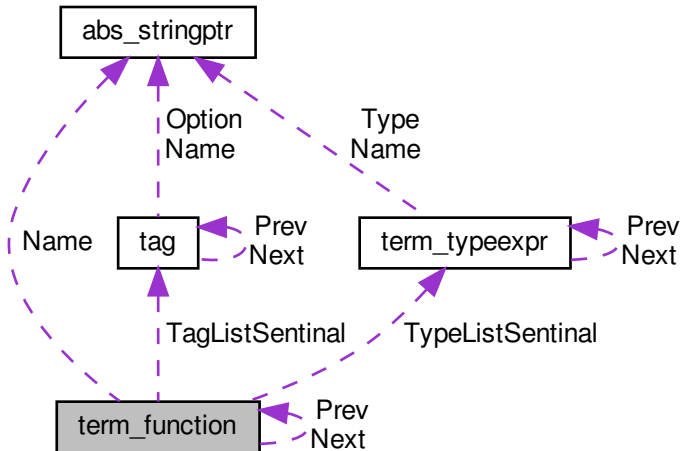 abs_stringptr
Option
Name
Type
Name
Name
tag
Prev
Next
term_typeexpr
Prev
Next
TagListSentinal
TypeListSentinal
term_function
Prev
Next